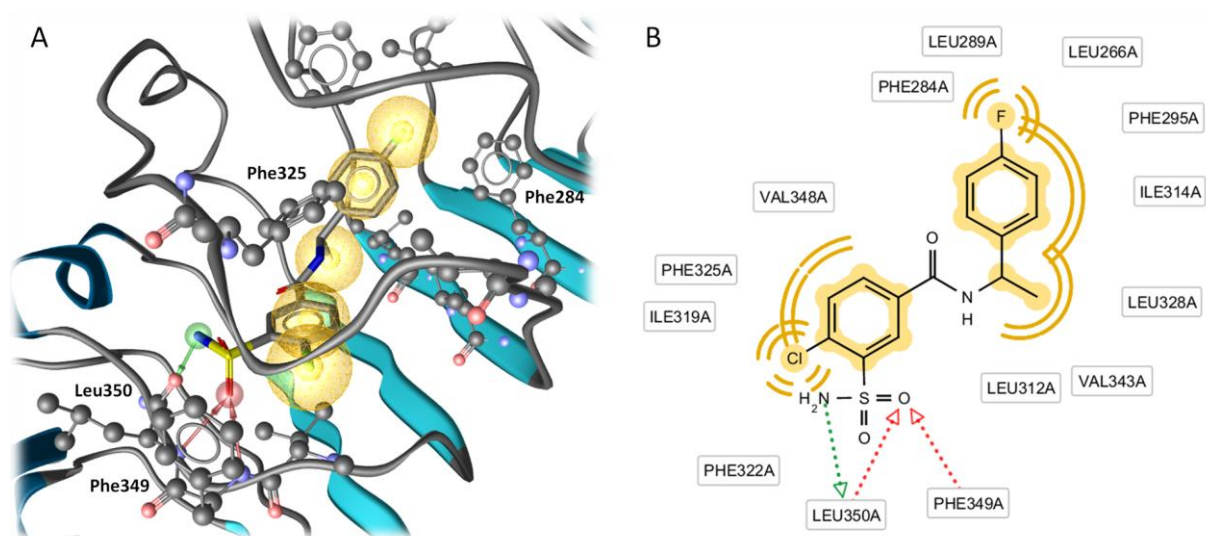 A
Phe325
Phe284
Leu350
Phe349
B
LEU289A
LEU266A
PHE284A
PHE295A
ILE314A
VAL348A
PHE325A
ILE319A
LEU328A
LEU312A
VAL343A
PHE322A
LEU350A
PHE349A
F
O
N
H
Cl
H2N
S
O
O